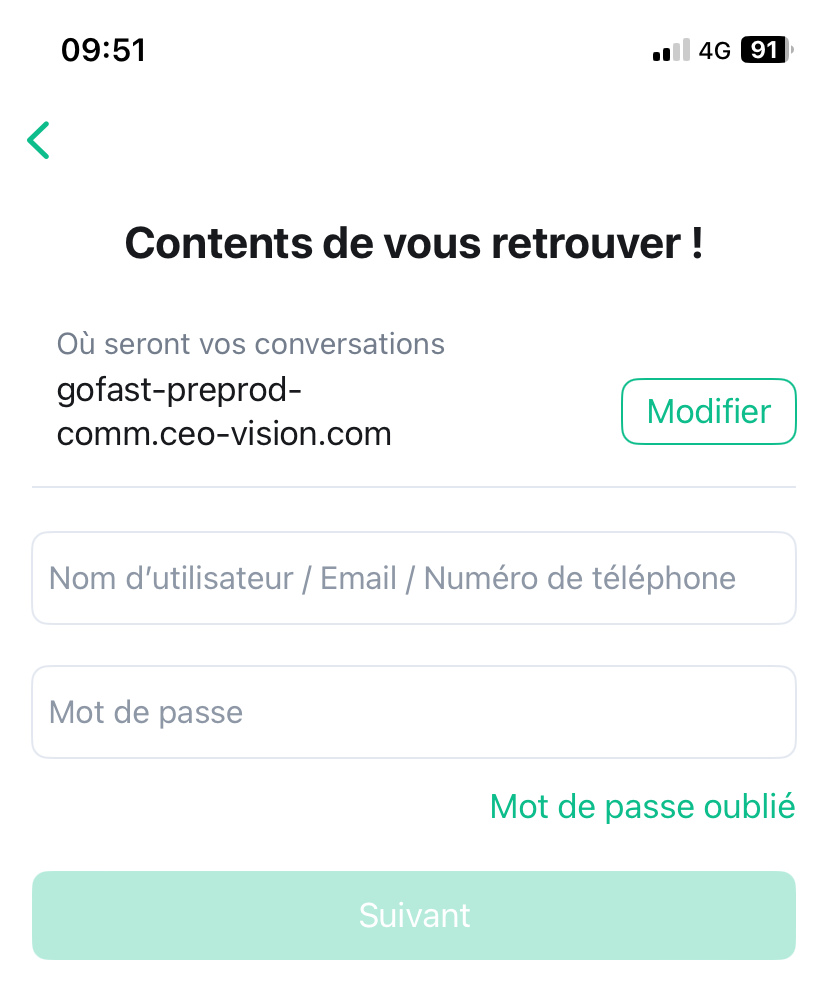 09:51
4G 91
Contents de vous retrouver !
Où seront vos conversations
gofast-preprod-
comm.ceo-vision.com
Modifier
Nom d’utilisateur / Email / Numéro de téléphone
Mot de passe
Mot de passe oublié
Suivant